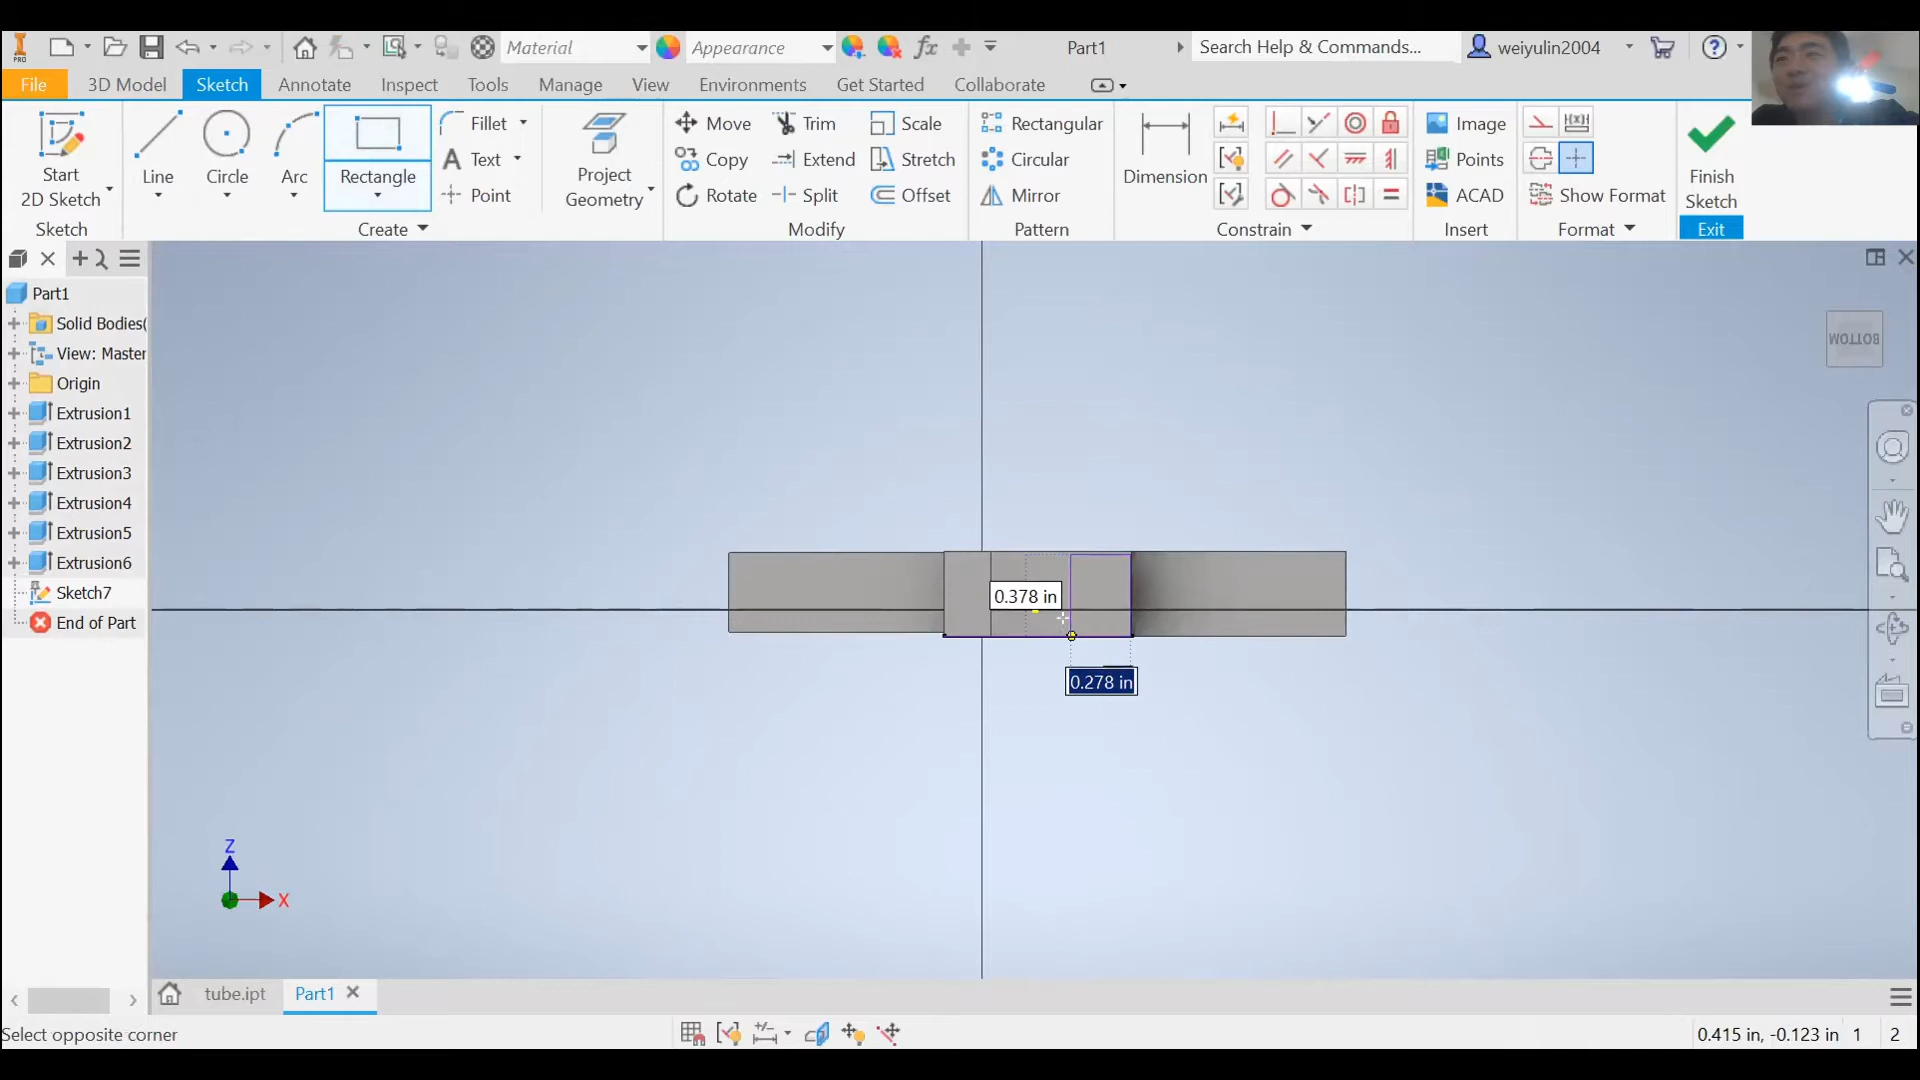 PRO
Material
Appearance
Part1
Search Help & Commands...
weiyulin2004
File
3D Model
Sketch
Annotate
Inspect
Tools
Manage
View
Environments
Get Started
Collaborate
Start
2D Sketch
Line
Circle
Arc
Rectangle
Fillet
Text
Point
Project
Geometry
Move
Copy
Rotate
Trim
Extend
Split
Scale
Stretch
Offset
Rectangular
Circular
Mirror
Dimension
Image
Points
ACAD
Show Format
Finish
Sketch
Sketch
Create
Modify
Pattern
Constrain
Insert
Format
Exit
Part1
Solid Bodies(
View: Master
Origin
Extrusion1
Extrusion2
Extrusion3
Extrusion4
Extrusion5
Extrusion6
Sketch7
End of Part
BOTTOM
0.378 in
0.278 in
Z
X
tube.ipt
Part1
Select opposite corner
0.415 in, -0.123 in
1
2